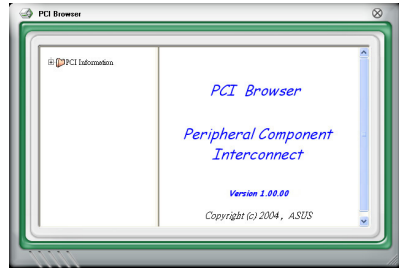 PCI Browser
PCI Information
PCI Browser
Peripheral Component
Interconnect
Version 1.00.00
Copyright (c) 2004, ASUS